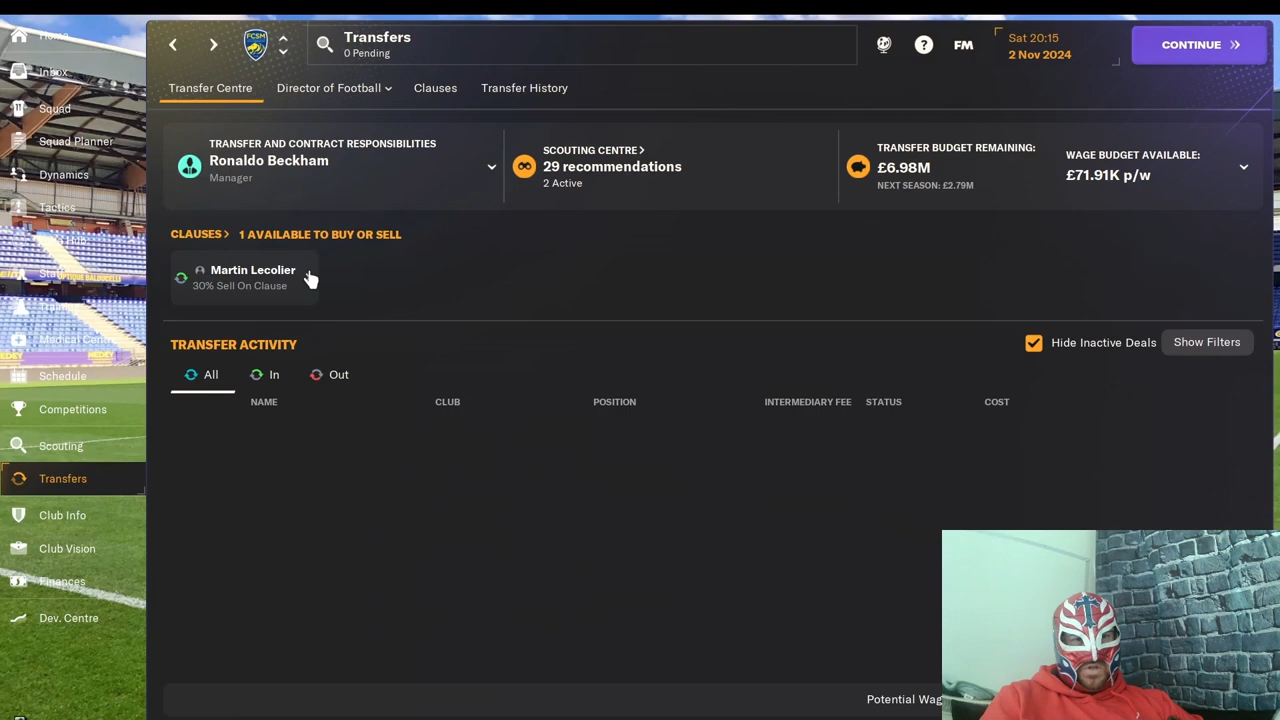 Home
Transfers
0 Pending
FCSM
?
FM
Sat 20:15
2 Nov 2024
CONTINUE
Inbox
Squad
Squad Planner
Dynamics
Tactics
Schedule
Competitions
Scouting
Transfers
Club Info
Club Vision
Finances
Dev. Centre
Transfer Centre
Director of Football
Clauses
Transfer History
TRANSFER AND CONTRACT RESPONSIBILITIES
Ronaldo Beckham
Manager
SCOUTING CENTRE >
29 recommendations
2 Active
TRANSFER BUDGET REMAINING:
£6.98M
NEXT SEASON: £2.79M
WAGE BUDGET AVAILABLE:
£71.91K p/w
CLAUSES > 1 AVAILABLE TO BUY OR SELL
Martin Lecolier
30% Sell On Clause
TRANSFER ACTIVITY
Hide Inactive Deals
Show Filters
All
In
Out
NAME
CLUB
POSITION
INTERMEDIARY FEE
STATUS
COST
Potential Wag